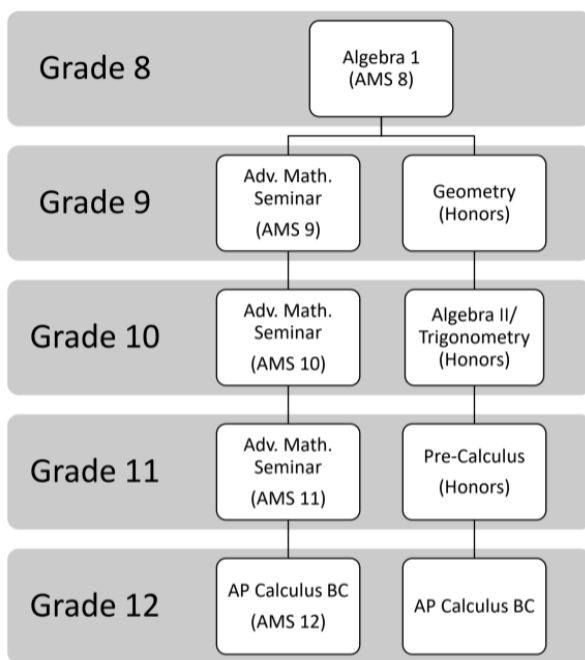 Grade 8
Algebra 1
(AMS 8)
Grade 9
Adv. Math.
Seminar
(AMS 9)
Geometry
(Honors)
Grade 10
Adv. Math.
Seminar
(AMS 10)
Algebra II/
Trigonometry
(Honors)
Grade 11
Adv. Math.
Seminar
(AMS 11)
Pre-Calculus
(Honors)
Grade 12
AP Calculus BC
(AMS 12)
AP Calculus BC